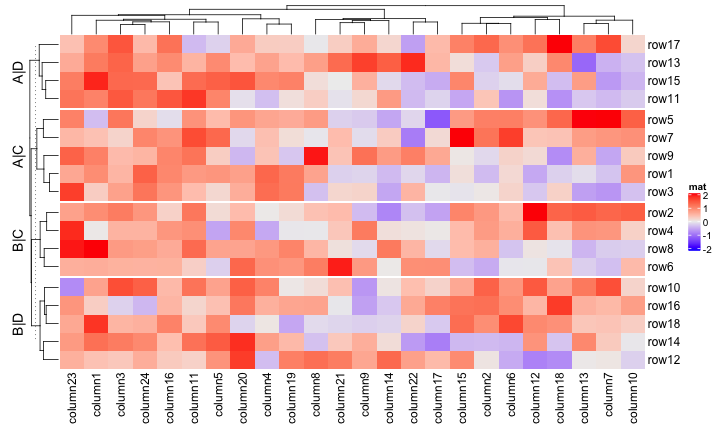 A|D
A|C
B|C
B|D
row17
row13
row15
row11
row5
row7
row9
row1
row3
row2
row4
row8
row6
row10
row16
row18
row14
row12
mat
2
1
0
-1
-2
column23
column1
column3
column24
column16
column11
column5
column20
column4
column19
column8
column21
column9
column14
column22
column17
column15
column2
column6
column12
column18
column13
column7
column10